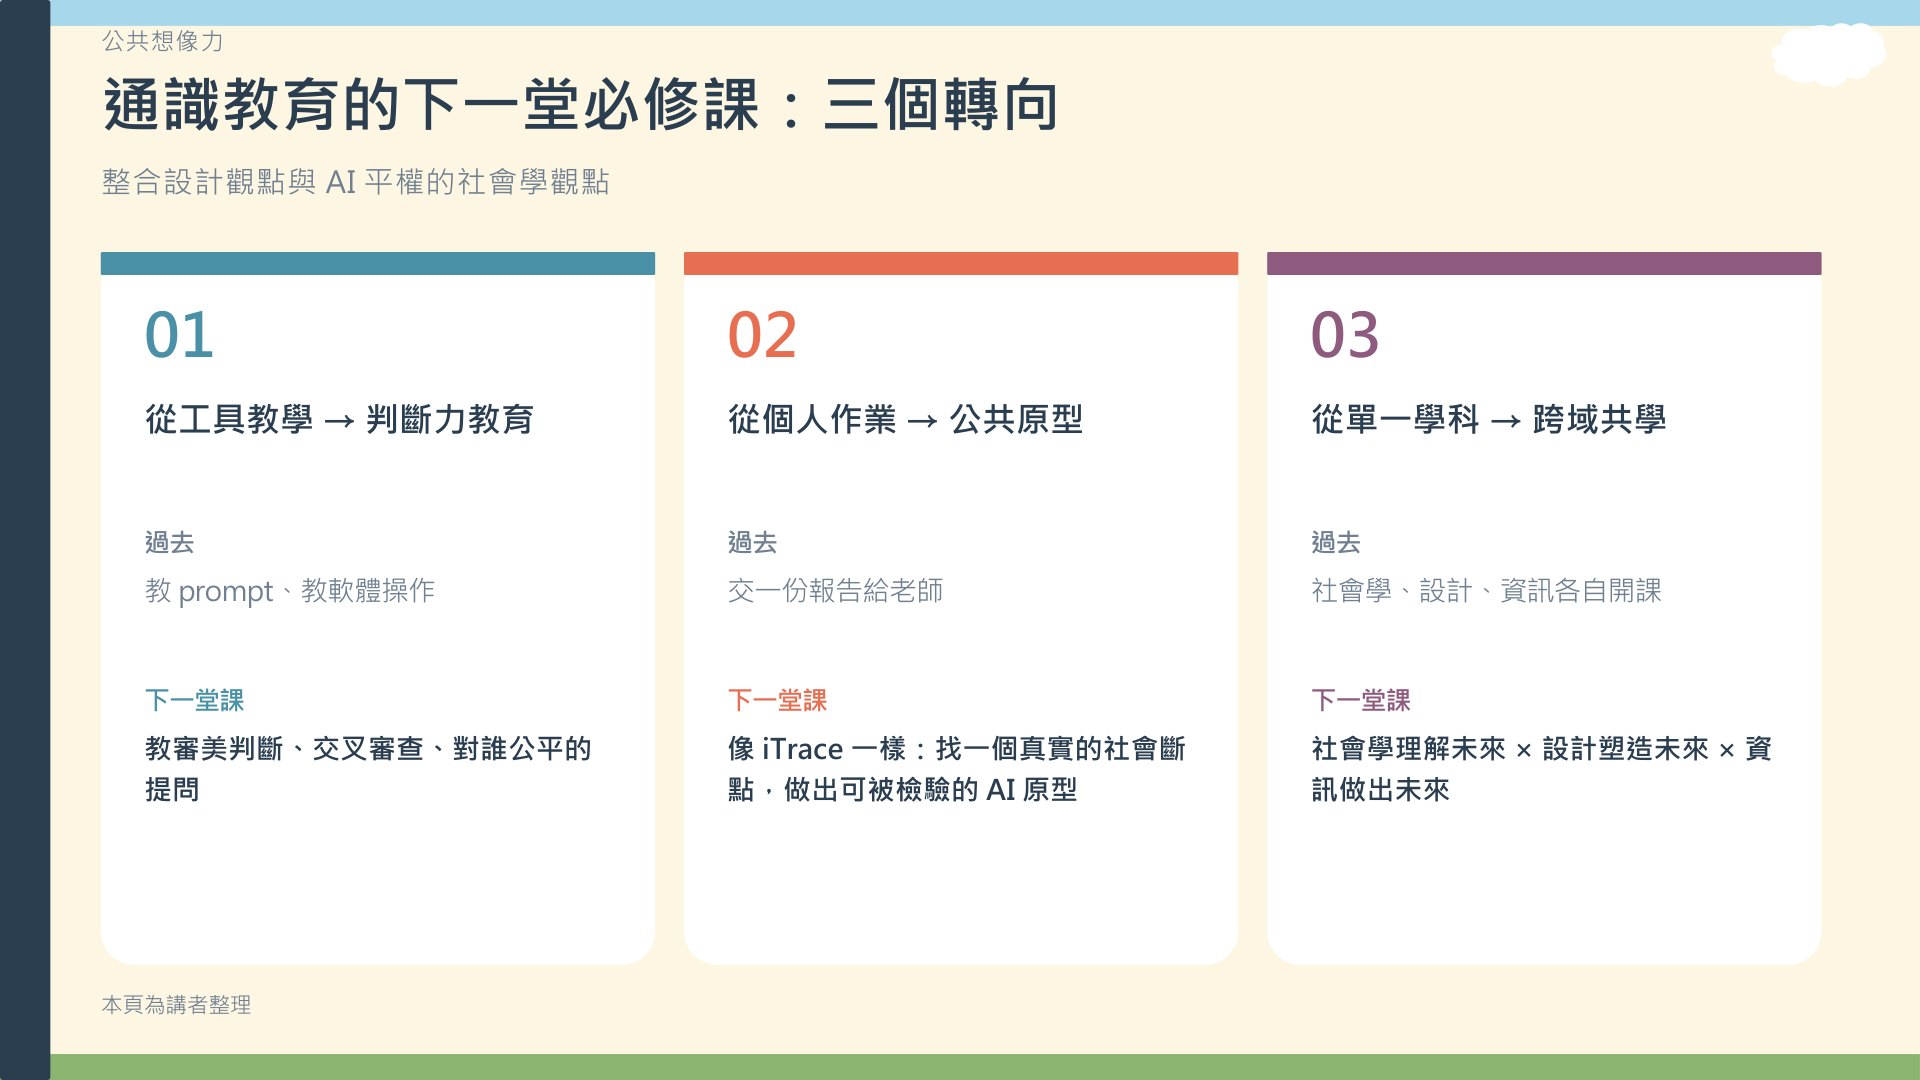 公共想像力
通識教育的下一堂必修課：三個轉向
整合設計觀點與 AI 平權的社會學觀點
01
從工具教學 → 判斷力教育
過去
教 prompt、教軟體操作
下一堂課
教審美判斷、交叉審查、對誰公平的
提問
02
從個人作業 → 公共原型
過去
交一份報告給老師
下一堂課
像 iTrace 一樣：找一個真實的社會斷
點，做出可被檢驗的 AI 原型
03
從單一學科 → 跨域共學
過去
社會學、設計、資訊各自開課
下一堂課
社會學理解未來 × 設計塑造未來 × 資
訊做出未來
本頁為講者整理